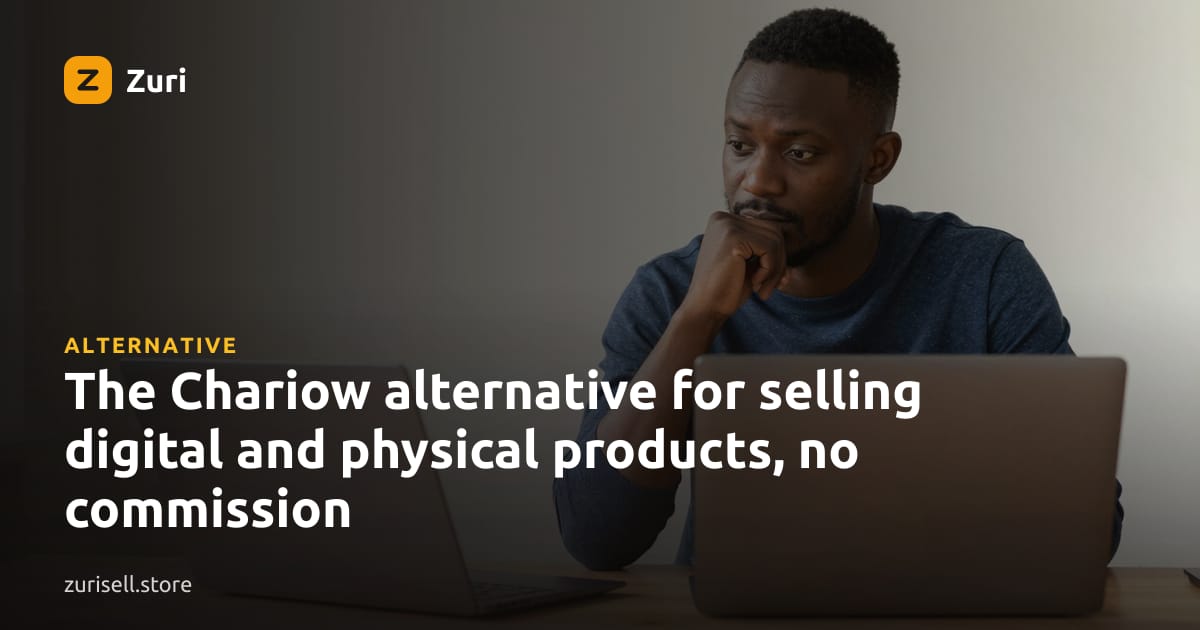 Z Zuri
ALTERNATIVE
The Chariow alternative for selling
digital and physical products, no
commission
zurisell.store